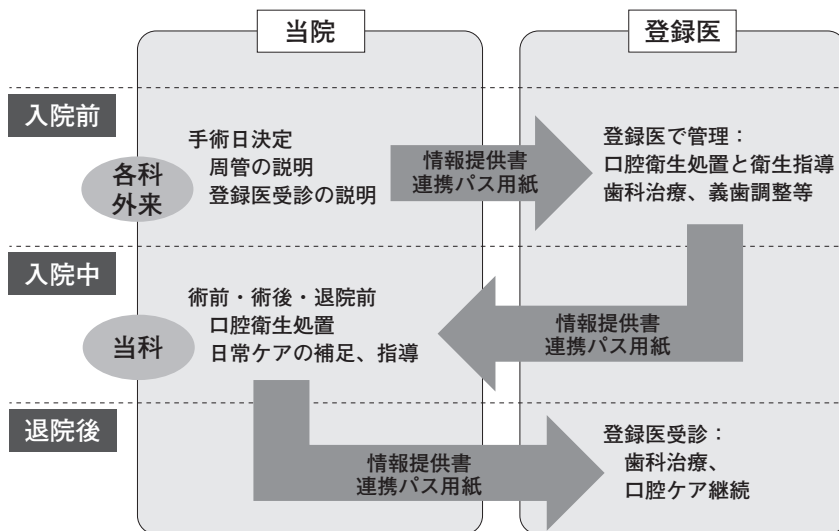 当院
登録医
入院前
各科
外来
手術日決定
周管の説明
登録医受診の説明
情報提供書
連携パス用紙
登録医で管理：
口腔衛生処置と衛生指導
歯科治療、義歯調整等
入院中
当科
術前・術後・退院前
口腔衛生処置
日常ケアの補足、指導
情報提供書
連携パス用紙
退院後
情報提供書
連携パス用紙
登録医受診：
歯科治療、
口腔ケア継続